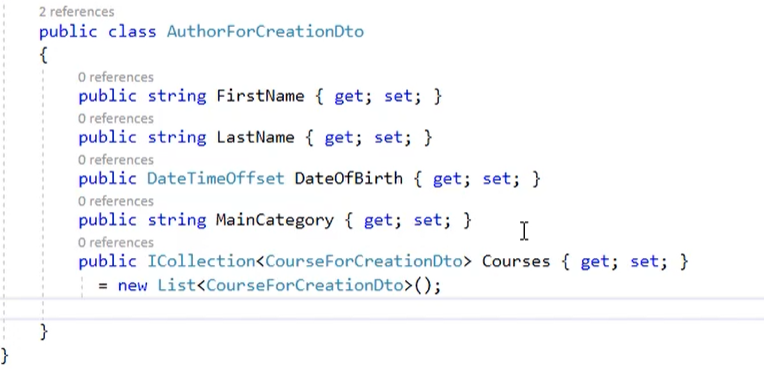 2 references
public class AuthorForCreationDto
{
0 references
public string FirstName { get; set; }
0 references
public string LastName { get; set; }
0 references
public DateTimeOffset DateOfBirth { get; set; }
0 references
public string MainCategory { get; set; }
0 references
public ICollection<CourseForCreationDto> Courses { get; set; }
= new List<CourseForCreationDto>();
}
}